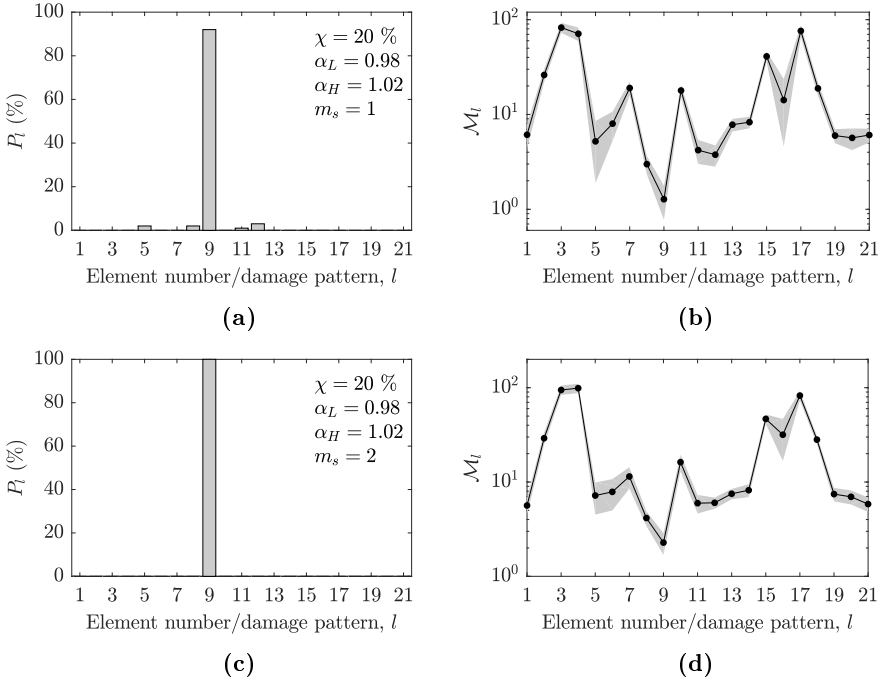 100
80
60
40
20
0
P_l (%)
χ = 20 %
α_L = 0.98
α_H = 1.02
m_s = 1
1 3 5 7 9 11 13 15 17 19 21
Element number/damage pattern, l
(a)
10^2
10^1
10^0
M_l
1 3 5 7 9 11 13 15 17 19 21
Element number/damage pattern, l
(b)
100
80
60
40
20
0
P_l (%)
χ = 20 %
α_L = 0.98
α_H = 1.02
m_s = 2
1 3 5 7 9 11 13 15 17 19 21
Element number/damage pattern, l
(c)
10^2
10^1
10^0
M_l
1 3 5 7 9 11 13 15 17 19 21
Element number/damage pattern, l
(d)